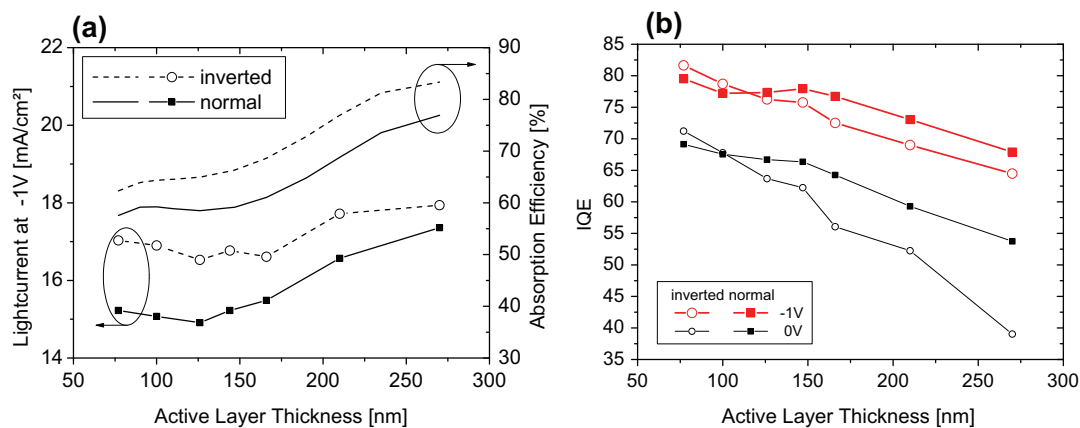 (a)
22
20
18
16
14
Lightcurrent at -1V [mA/cm²]
inverted
normal
90
80
70
60
50
40
30
Absorption Efficiency [%]
50 100 150 200 250 300
Active Layer Thickness [nm]
(b)
85
80
75
70
65
60
55
50
45
40
35
IQE
inverted normal
-1V
0V
50 100 150 200 250 300
Active Layer Thickness [nm]